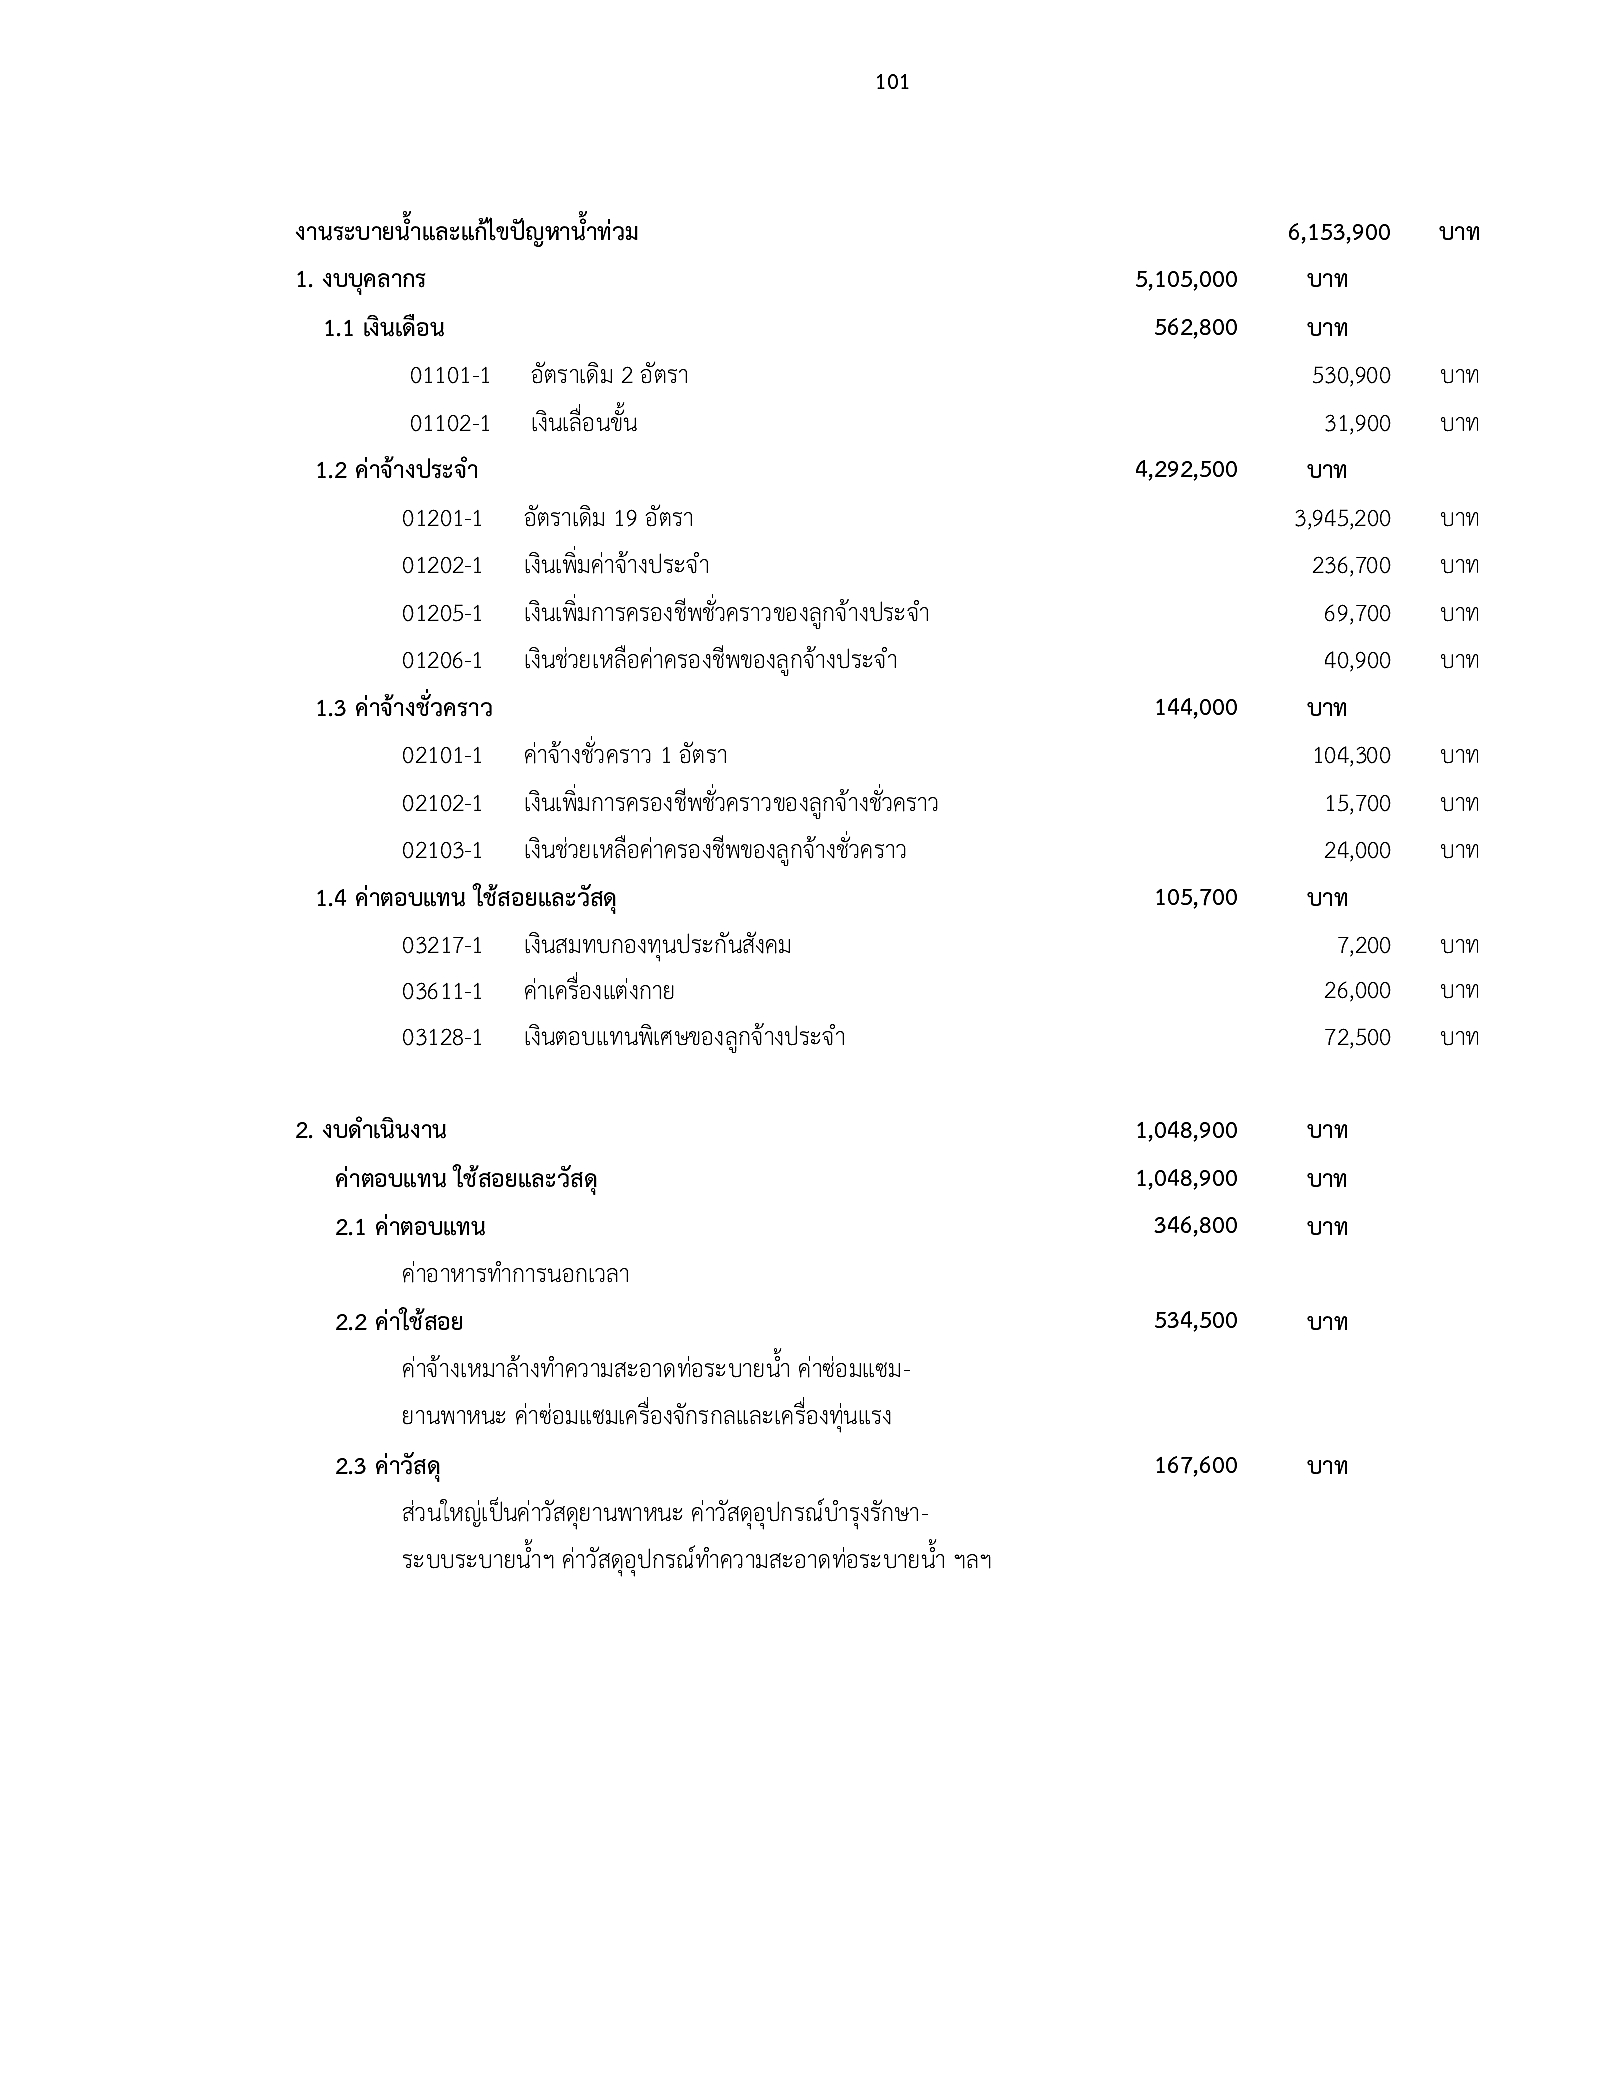 101
งานระบายน้ำและแก้ไขปัญหาน้ำท่วม 6,153,900 บาท
1. งบบุคลากร 5,105,000 บาท
1.1 เงินเดือน 562,800 บาท
01101-1 อัตราเดิม 2 อัตรา 530,900 บาท
01102-1 เงินเลื่อนขั้น 31,900 บาท
1.2 ค่าจ้างประจำ 4,292,500 บาท
01201-1 อัตราเดิม 19 อัตรา 3,945,200 บาท
01202-1 เงินเพิ่มค่าจ้างประจำ 236,700 บาท
01205-1 เงินเพิ่มการครองชีพชั่วคราวของลูกจ้างประจำ 69,700 บาท
01206-1 เงินช่วยเหลือค่าครองชีพของลูกจ้างประจำ 40,900 บาท
1.3 ค่าจ้างชั่วคราว 144,000 บาท
02101-1 ค่าจ้างชั่วคราว 1 อัตรา 104,300 บาท
02102-1 เงินเพิ่มการครองชีพชั่วคราวของลูกจ้างชั่วคราว 15,700 บาท
02103-1 เงินช่วยเหลือค่าครองชีพของลูกจ้างชั่วคราว 24,000 บาท
1.4 ค่าตอบแทน ใช้สอยและวัสดุ 105,700 บาท
03217-1 เงินสมทบกองทุนประกันสังคม 7,200 บาท
03611-1 ค่าเครื่องแต่งกาย 26,000 บาท
03128-1 เงินตอบแทนพิเศษของลูกจ้างประจำ 72,500 บาท
2. งบดำเนินงาน 1,048,900 บาท
ค่าตอบแทน ใช้สอยและวัสดุ 1,048,900 บาท
2.1 ค่าตอบแทน 346,800 บาท
ค่าอาหารทำการนอกเวลา
2.2 ค่าใช้สอย 534,500 บาท
ค่าจ้างเหมาล้างทำความสะอาดท่อระบายน้ำ ค่าซ่อมแซม-
ยานพาหนะ ค่าซ่อมแซมเครื่องจักรกลและเครื่องทุ่นแรง
2.3 ค่าวัสดุ 167,600 บาท
ส่วนใหญ่เป็นค่าวัสดุยานพาหนะ ค่าวัสดุอุปกรณ์บำรุงรักษา-
ระบบระบายน้ำฯ ค่าวัสดุอุปกรณ์ทำความสะอาดท่อระบายน้ำ ฯลฯ